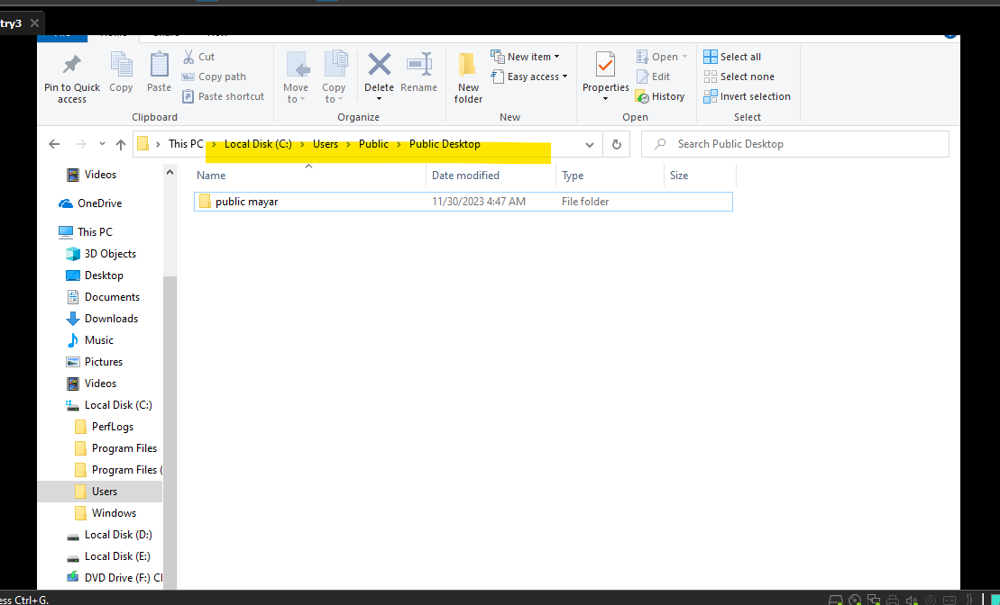 try3
Pin to Quick access
Copy
Paste
Cut
Copy path
Paste shortcut
Clipboard
Move to
Copy to
Delete
Rename
Organize
New folder
New item
Easy access
New
Properties
Open
Edit
History
Open
Select all
Select none
Invert selection
Select
This PC > Local Disk (C:) > Users > Public > Public Desktop
Search Public Desktop
Name Date modified Type Size
public mayar 11/30/2023 4:47 AM File folder
Videos
OneDrive
This PC
3D Objects
Desktop
Documents
Downloads
Music
Pictures
Videos
Local Disk (C:)
PerfLogs
Program Files
Program Files (
Users
Windows
Local Disk (D:)
Local Disk (E:)
DVD Drive (F:) Cl
ess Ctrl+G.